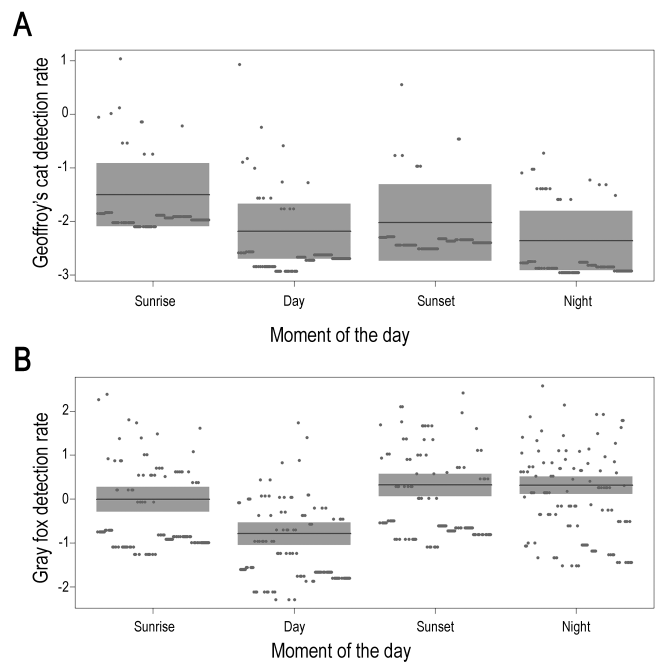 A
Geoffroy's cat detection rate
1
0
-1
-2
-3
Sunrise Day Sunset Night
Moment of the day
B
Gray fox detection rate
2
1
0
-1
-2
Sunrise Day Sunset Night
Moment of the day